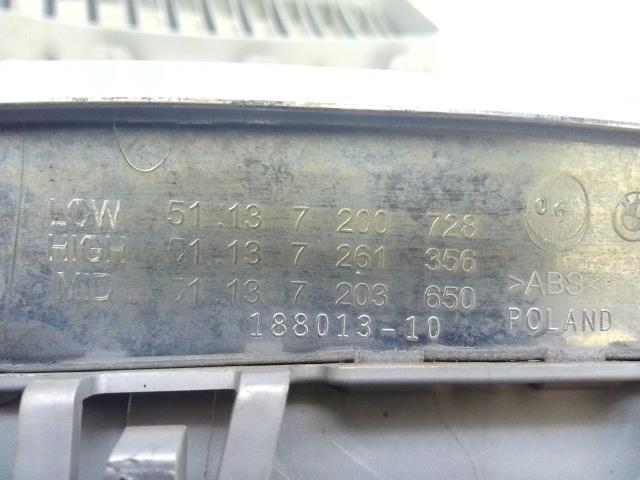 LOW 51.13 7 200 728
HIGH 51.13 7 261 356
MID 51.13 7 203 650
188013-10
06
>ABS<
POLAND